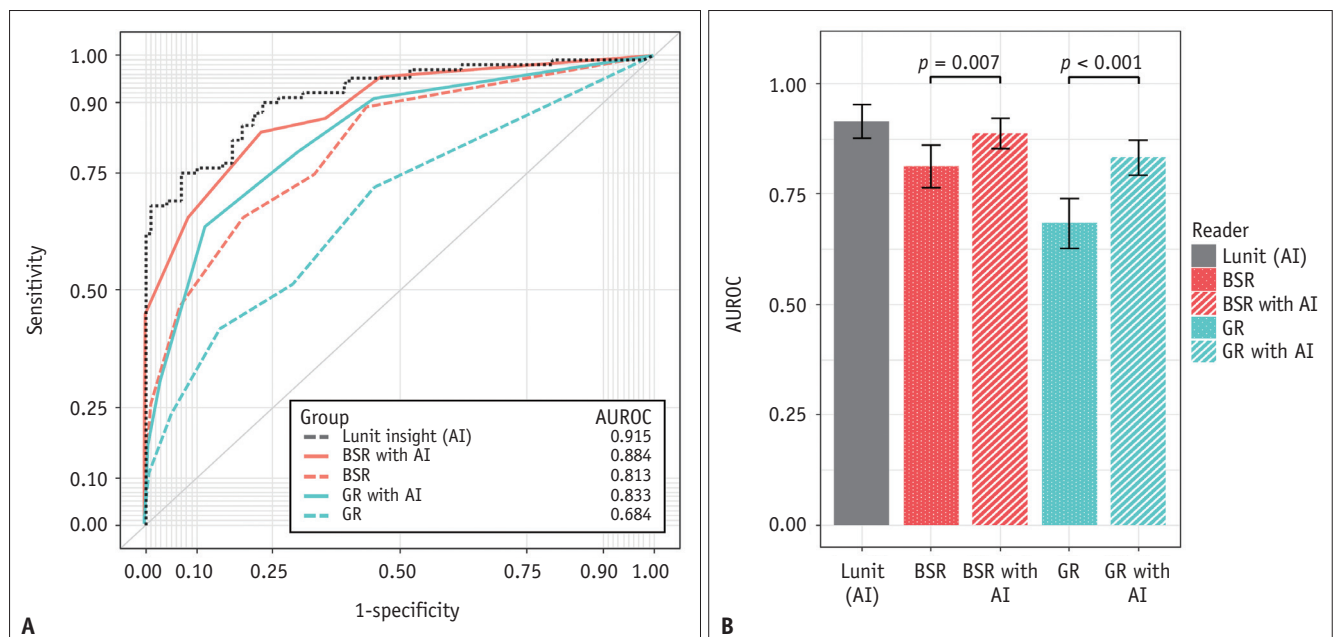 1.00
0.90
0.75
0.50
0.25
0.10
0.00
Sensitivity
Group AUROC
Lunit insight (AI) 0.915
BSR with AI 0.884
BSR 0.813
GR with AI 0.833
GR 0.684
0.00 0.10 0.25 0.50 0.75 0.90 1.00
1-specificity
A
p = 0.007 p < 0.001
1.00
0.75
0.50
0.25
0.00
AUROC
Reader
Lunit (AI)
BSR
BSR with AI
GR
GR with AI
Lunit BSR BSR with GR GR with
(AI) AI AI
B